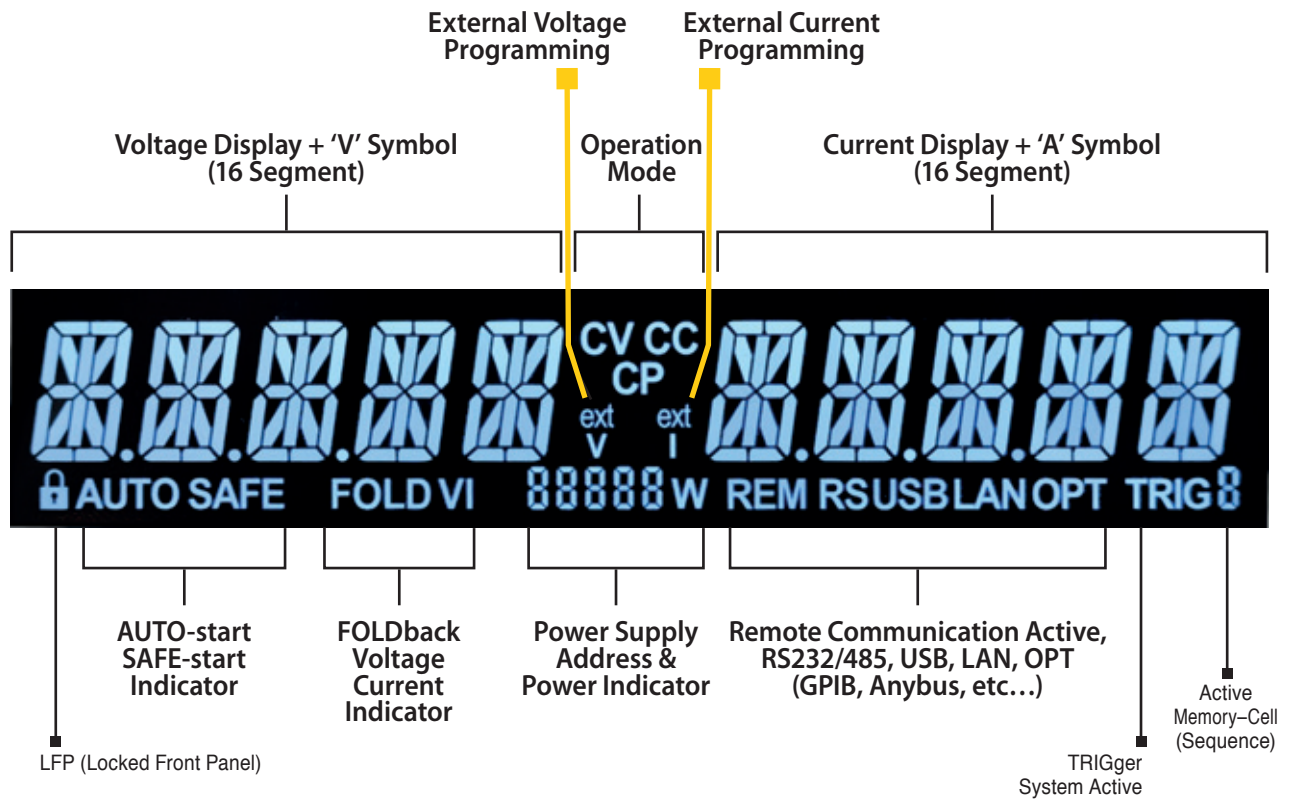 External Voltage
Programming
External Current
Programming
Voltage Display + ‘V’ Symbol
(16 Segment)
Operation
Mode
Current Display + ‘A’ Symbol
(16 Segment)
CV CC
CP
ext
V
ext
I
AUTO SAFE
FOLD VI
88888 W
REM RS USB LAN OPT
TRIG 8
AUTO-start
SAFE-start
Indicator
FOLDback
Voltage
Current
Indicator
Power Supply
Address &
Power Indicator
Remote Communication Active,
RS232/485, USB, LAN, OPT
(GPIB, Anybus, etc…)
Active
Memory–Cell
(Sequence)
LFP (Locked Front Panel)
TRIGger
System Active